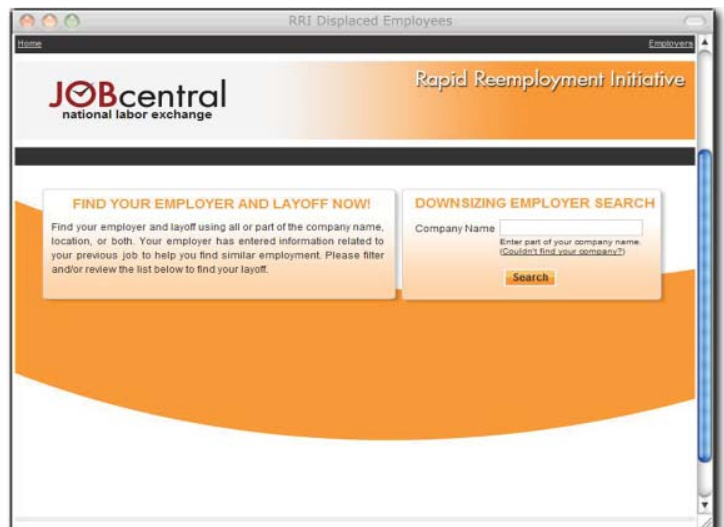 RRI Displaced Employees
Home
Employers
JOBcentral
national labor exchange
Rapid Reemployment Initiative
FIND YOUR EMPLOYER AND LAYOFF NOW!
Find your employer and layoff using all or part of the company name,
location, or both. Your employer has entered information related to
your previous job to help you find similar employment. Please filter
and/or review the list below to find your layoff.
DOWNSIZING EMPLOYER SEARCH
Company Name
Enter part of your company name.
(Couldn't find your company?)
Search